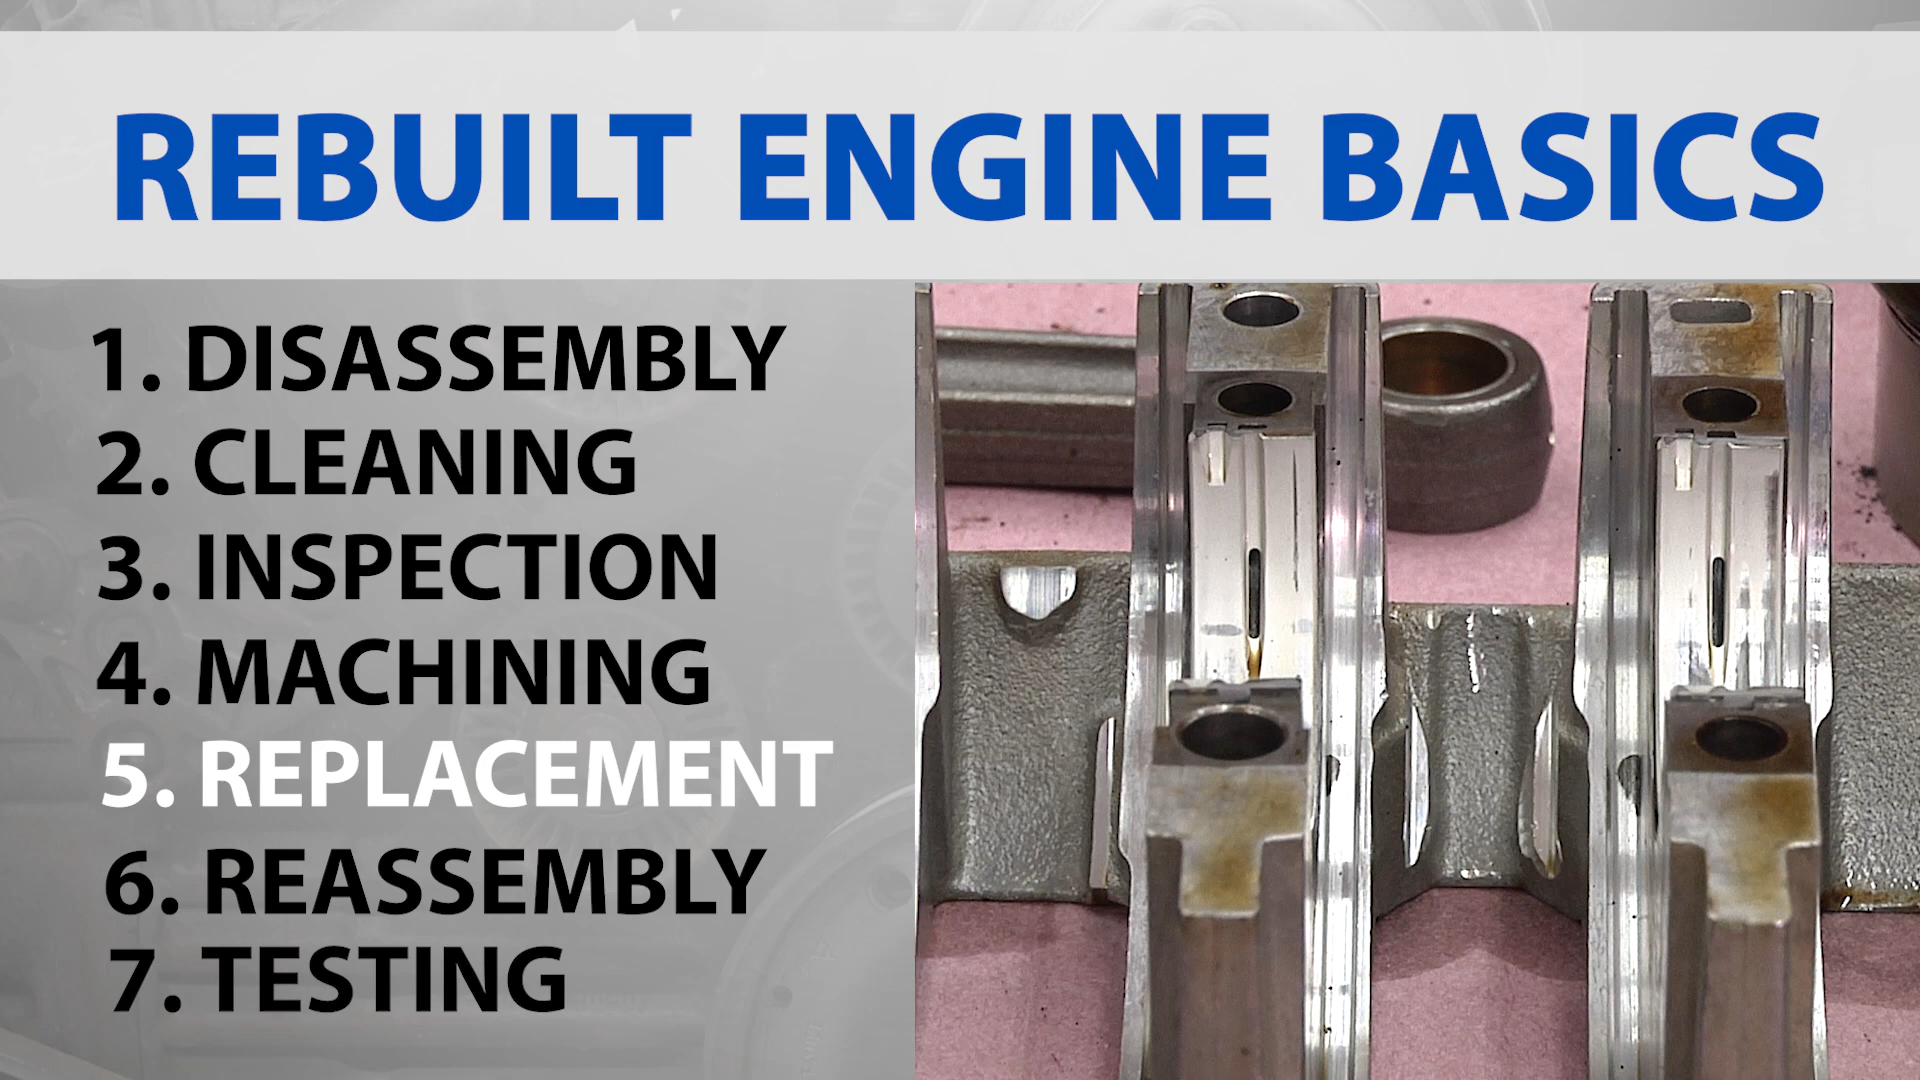 REBUILT ENGINE BASICS
1. DISASSEMBLY
2. CLEANING
3. INSPECTION
4. MACHINING
5. REPLACEMENT
6. REASSEMBLY
7. TESTING